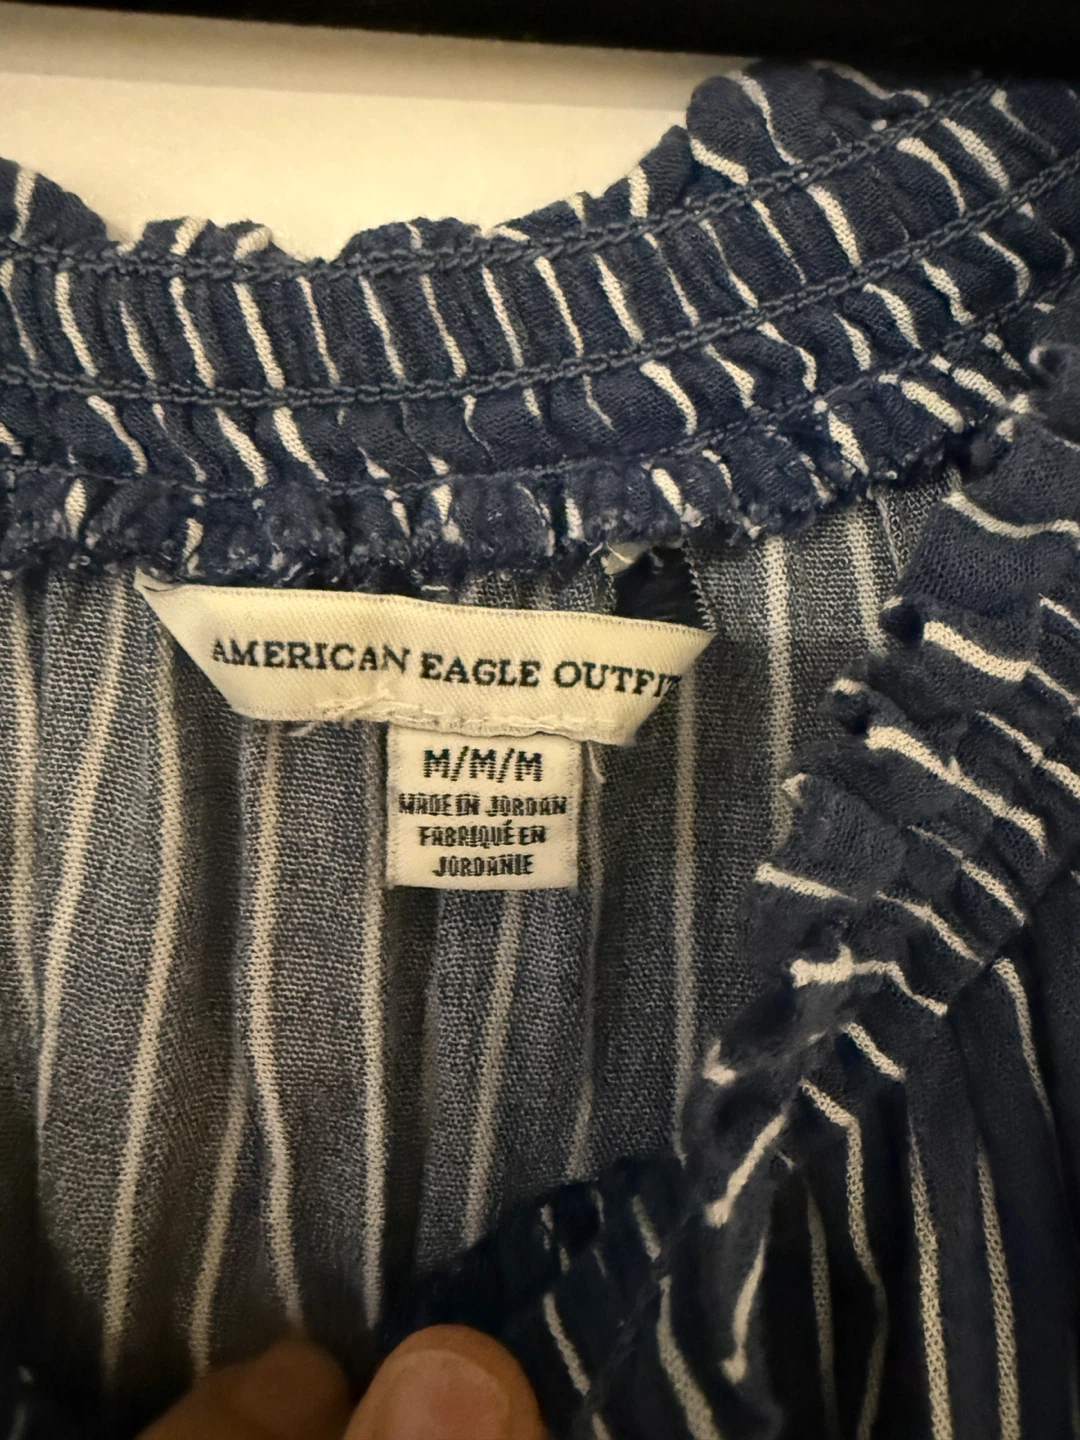 AMERICAN EAGLE OUTFIT
M/M/M
MADE IN JORDAN
FABRIQUÉ EN
JORDANIE